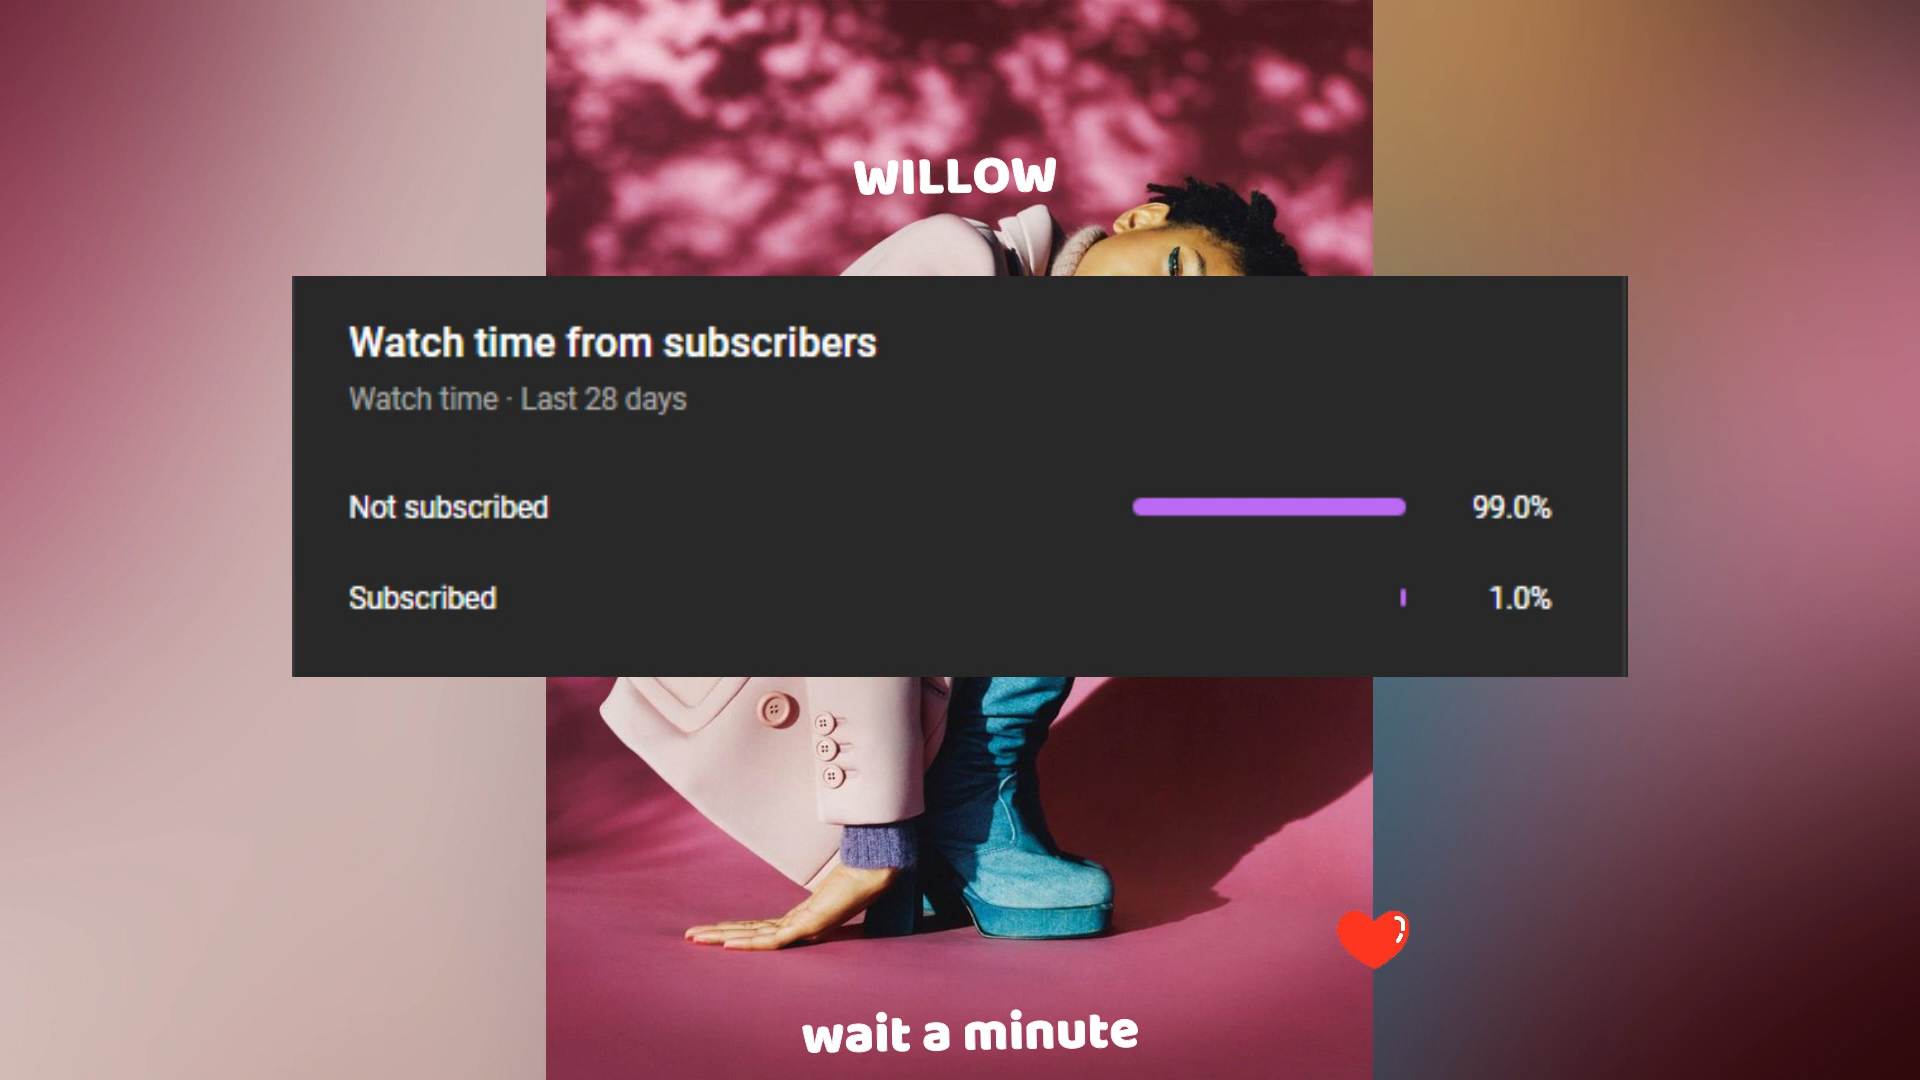 WILLOW
Watch time from subscribers
Watch time · Last 28 days
Not subscribed 99.0%
Subscribed 1.0%
wait a minute